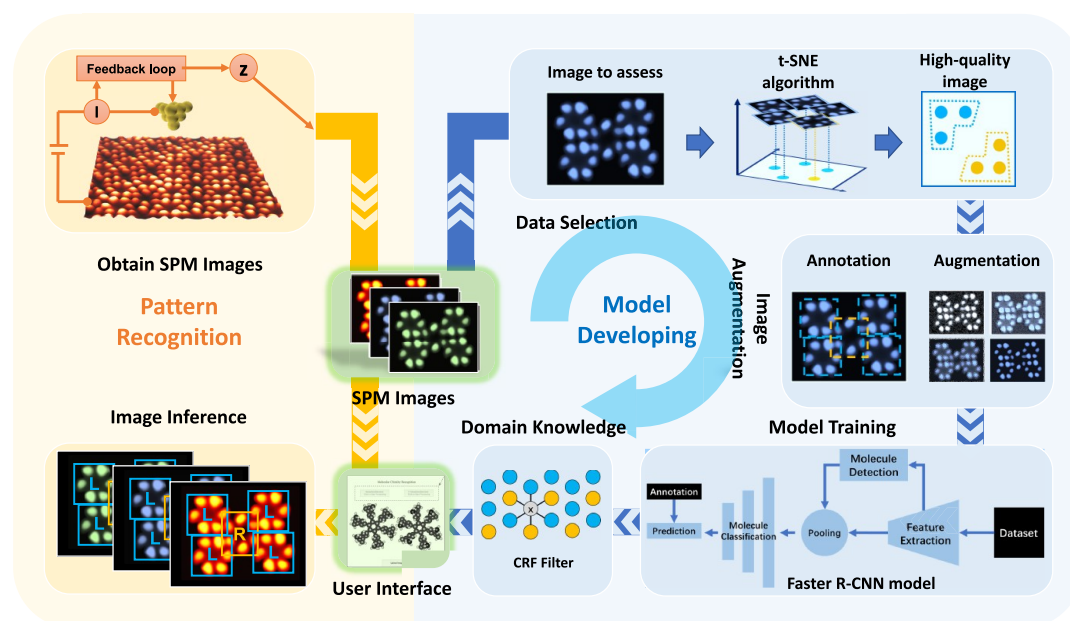 Feedback loop
z
I
Obtain SPM Images
Pattern
Recognition
Image to assess
t-SNE
algorithm
High-quality
image
Data Selection
Annotation
Augmentation
Image
Augmentation
Model
Developing
SPM Images
Image Inference
Domain Knowledge
Model Training
L
L
L
L
L
L
R
L
L
User Interface
X
CRF Filter
Annotation
Prediction
Molecule
Classification
Molecule
Detection
Pooling
Feature
Extraction
Dataset
Faster R-CNN model